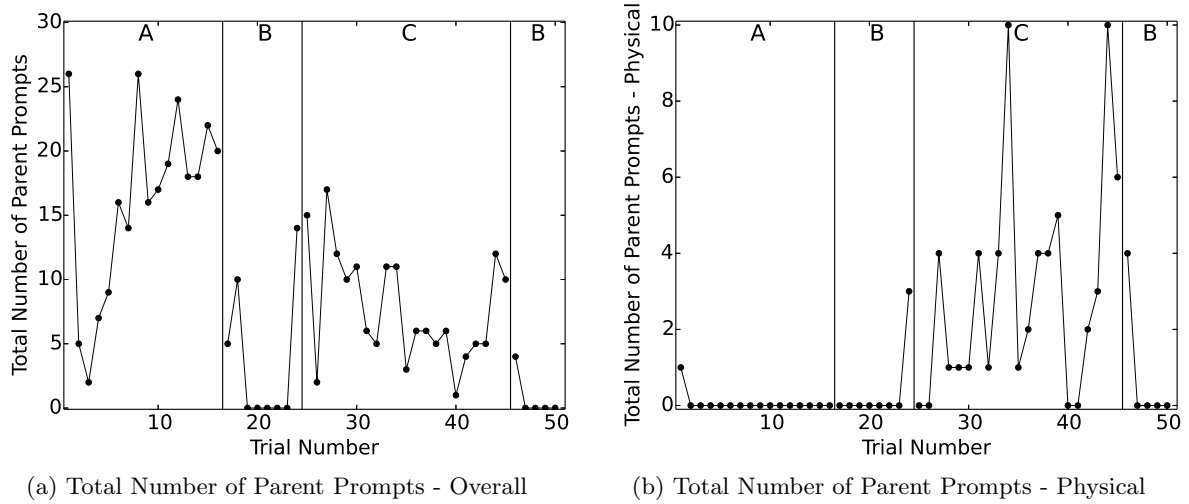 A B C B
30
25
20
15
10
5
0
Total Number of Parent Prompts
10 20 30 40 50
Trial Number
(a) Total Number of Parent Prompts - Overall
A B C B
10
8
6
4
2
0
Total Number of Parent Prompts - Physical
10 20 30 40 50
Trial Number
(b) Total Number of Parent Prompts - Physical